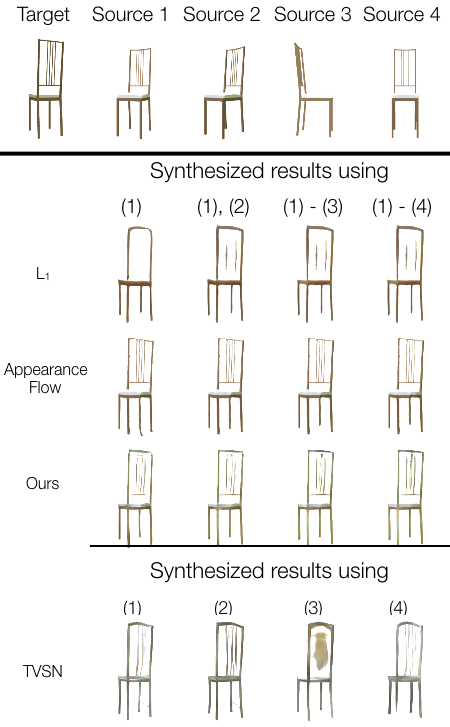 Target Source 1 Source 2 Source 3 Source 4
Synthesized results using
(1) (1), (2) (1) - (3) (1) - (4)
L₁
Appearance
Flow
Ours
Synthesized results using
(1) (2) (3) (4)
TVSN